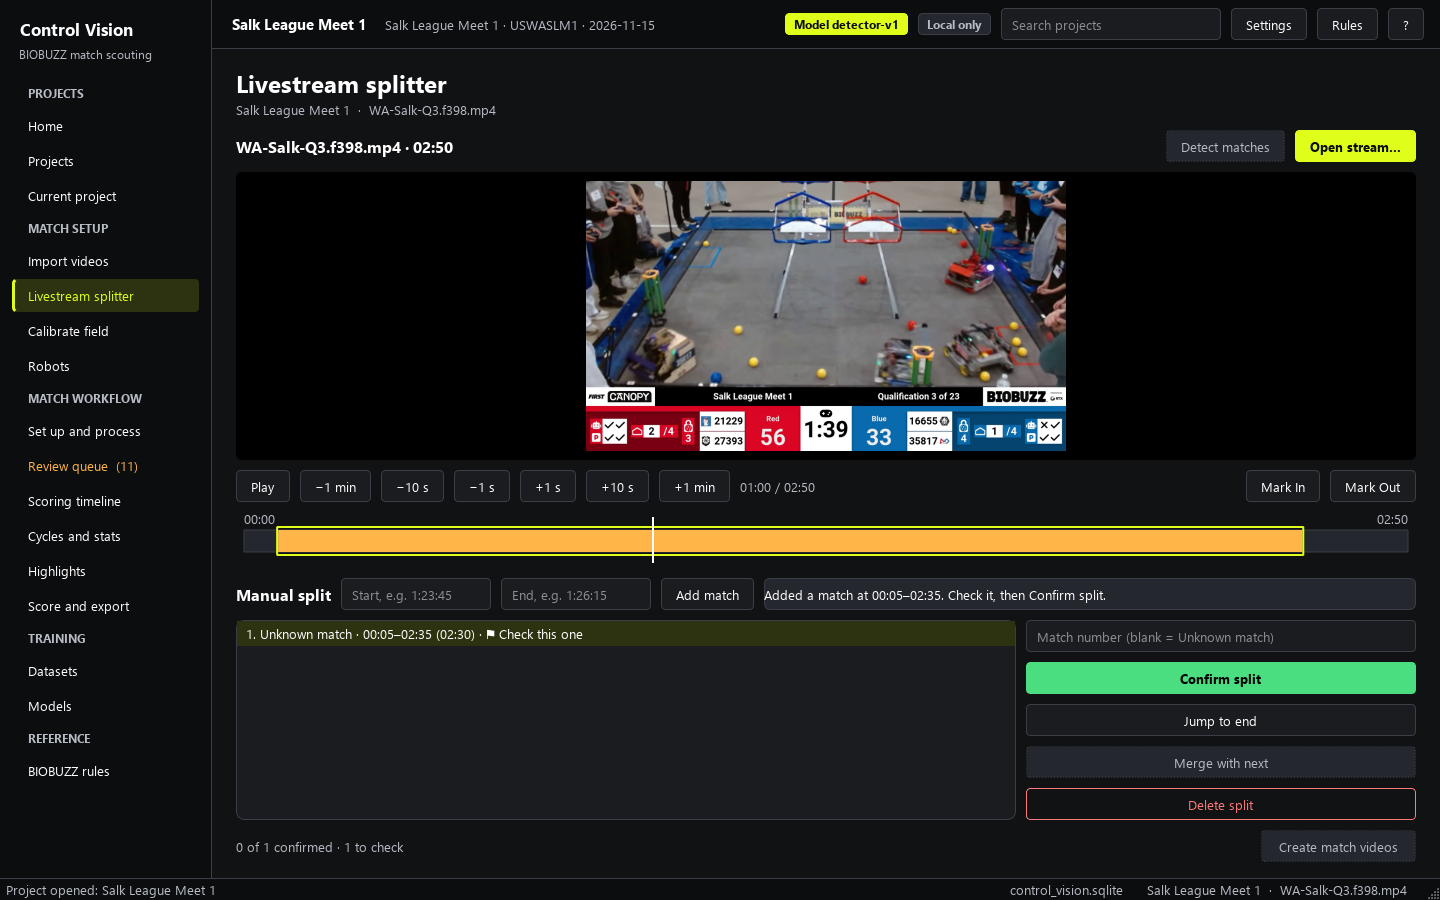 Control Vision
BIOBUZZ match scouting
PROJECTS
Home
Projects
Current project
MATCH SETUP
Import videos
Livestream splitter
Calibrate field
Robots
MATCH WORKFLOW
Set up and process
Review queue (11)
Scoring timeline
Cycles and stats
Highlights
Score and export
TRAINING
Datasets
Models
REFERENCE
BIOBUZZ rules
Salk League Meet 1
Salk League Meet 1 · USWASLM1 · 2026-11-15
Model detector-v1
Local only
Search projects
Settings
Rules
?
Livestream splitter
Salk League Meet 1 · WA-Salk-Q3.f398.mp4
WA-Salk-Q3.f398.mp4 · 02:50
Detect matches
Open stream...
BIOBUZZ
FIRST CANOPY
Salk League Meet 1
Qualification 3 of 23
BIOBUZZ
P
2 /4
3
21229
27393
Red
56
1:39
Blue
33
16655
35817
4
1 /4
P
Play
−1 min
−10 s
−1 s
+1 s
+10 s
+1 min
01:00 / 02:50
Mark In
Mark Out
00:00
02:50
Manual split
Start, e.g. 1:23:45
End, e.g. 1:26:15
Add match
Added a match at 00:05–02:35. Check it, then Confirm split.
1. Unknown match · 00:05–02:35 (02:30) · ⚑ Check this one
Match number (blank = Unknown match)
Confirm split
Jump to end
Merge with next
Delete split
0 of 1 confirmed · 1 to check
Create match videos
Project opened: Salk League Meet 1
control_vision.sqlite
Salk League Meet 1 · WA-Salk-Q3.f398.mp4